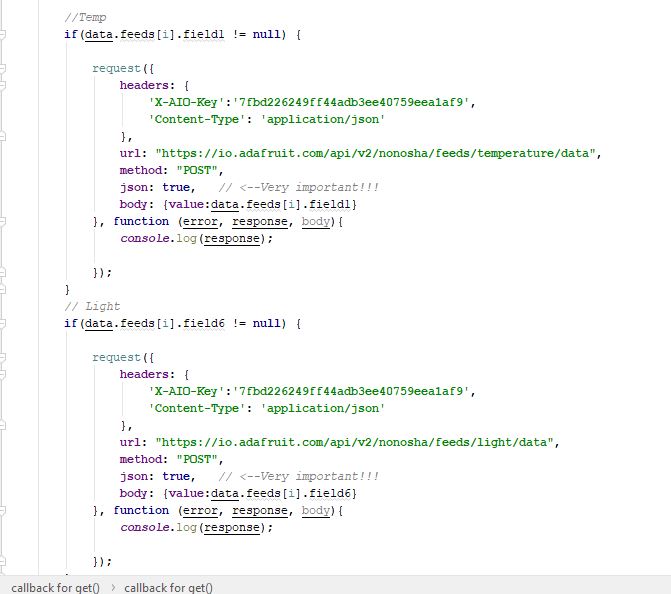 //Temp
if(data.feeds[i].field1 != null) {
request({
headers: {
'X-AIO-Key':'7fbd226249ff44adb3ee40759eea1af9',
'Content-Type': 'application/json'
},
url: "https://io.adafruit.com/api/v2/nonosha/feeds/temperature/data",
method: "POST",
json: true,   // <--Very important!!!
body: {value:data.feeds[i].field1}
}, function (error, response, body){
console.log(response);
});
}
// Light
if(data.feeds[i].field6 != null) {
request({
headers: {
'X-AIO-Key':'7fbd226249ff44adb3ee40759eea1af9',
'Content-Type': 'application/json'
},
url: "https://io.adafruit.com/api/v2/nonosha/feeds/light/data",
method: "POST",
json: true,   // <--Very important!!!
body: {value:data.feeds[i].field6}
}, function (error, response, body){
console.log(response);
});
callback for get() › callback for get()